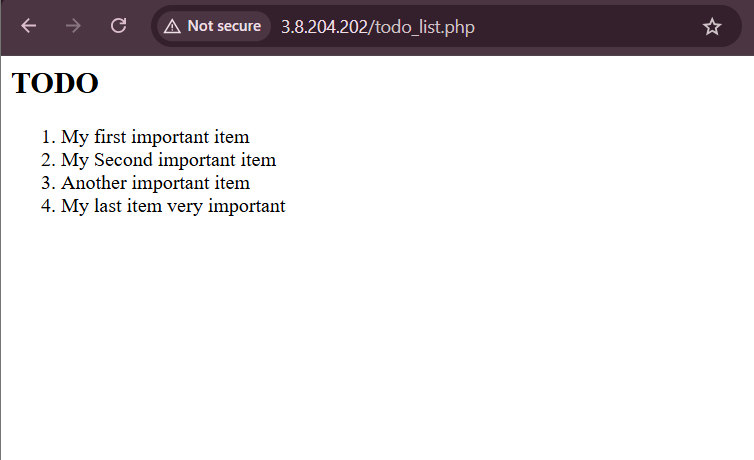 Not secure 3.8.204.202/todo_list.php
TODO
1. My first important item
2. My Second important item
3. Another important item
4. My last item very important